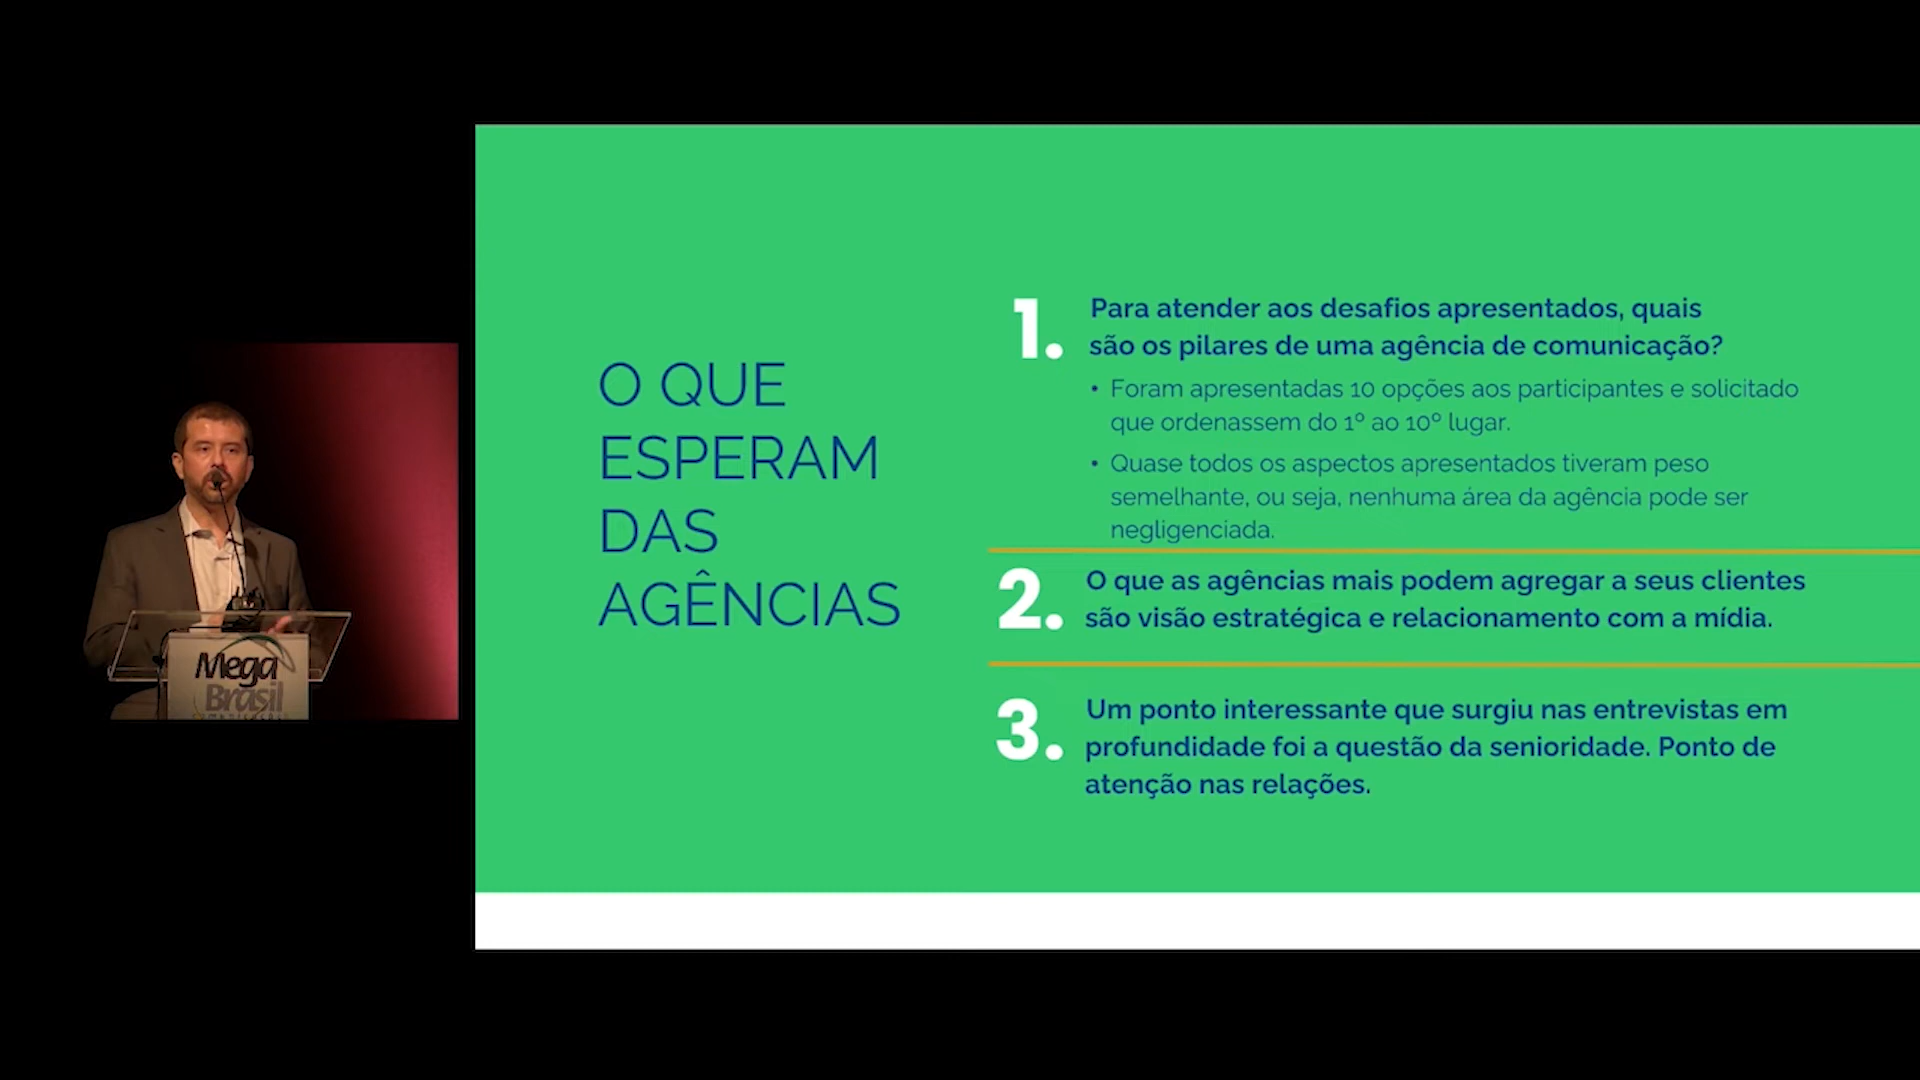 O QUE
ESPERAM
DAS
AGÊNCIAS
1.
Para atender aos desafios apresentados, quais
são os pilares de uma agência de comunicação?
• Foram apresentadas 10 opções aos participantes e solicitado
que ordenassem do 1º ao 10º lugar.
• Quase todos os aspectos apresentados tiveram peso
semelhante, ou seja, nenhuma área da agência pode ser
negligenciada.
2.
O que as agências mais podem agregar a seus clientes
são visão estratégica e relacionamento com a mídia.
3.
Um ponto interessante que surgiu nas entrevistas em
profundidade foi a questão da senioridade. Ponto de
atenção nas relações.
Mega
Brasil